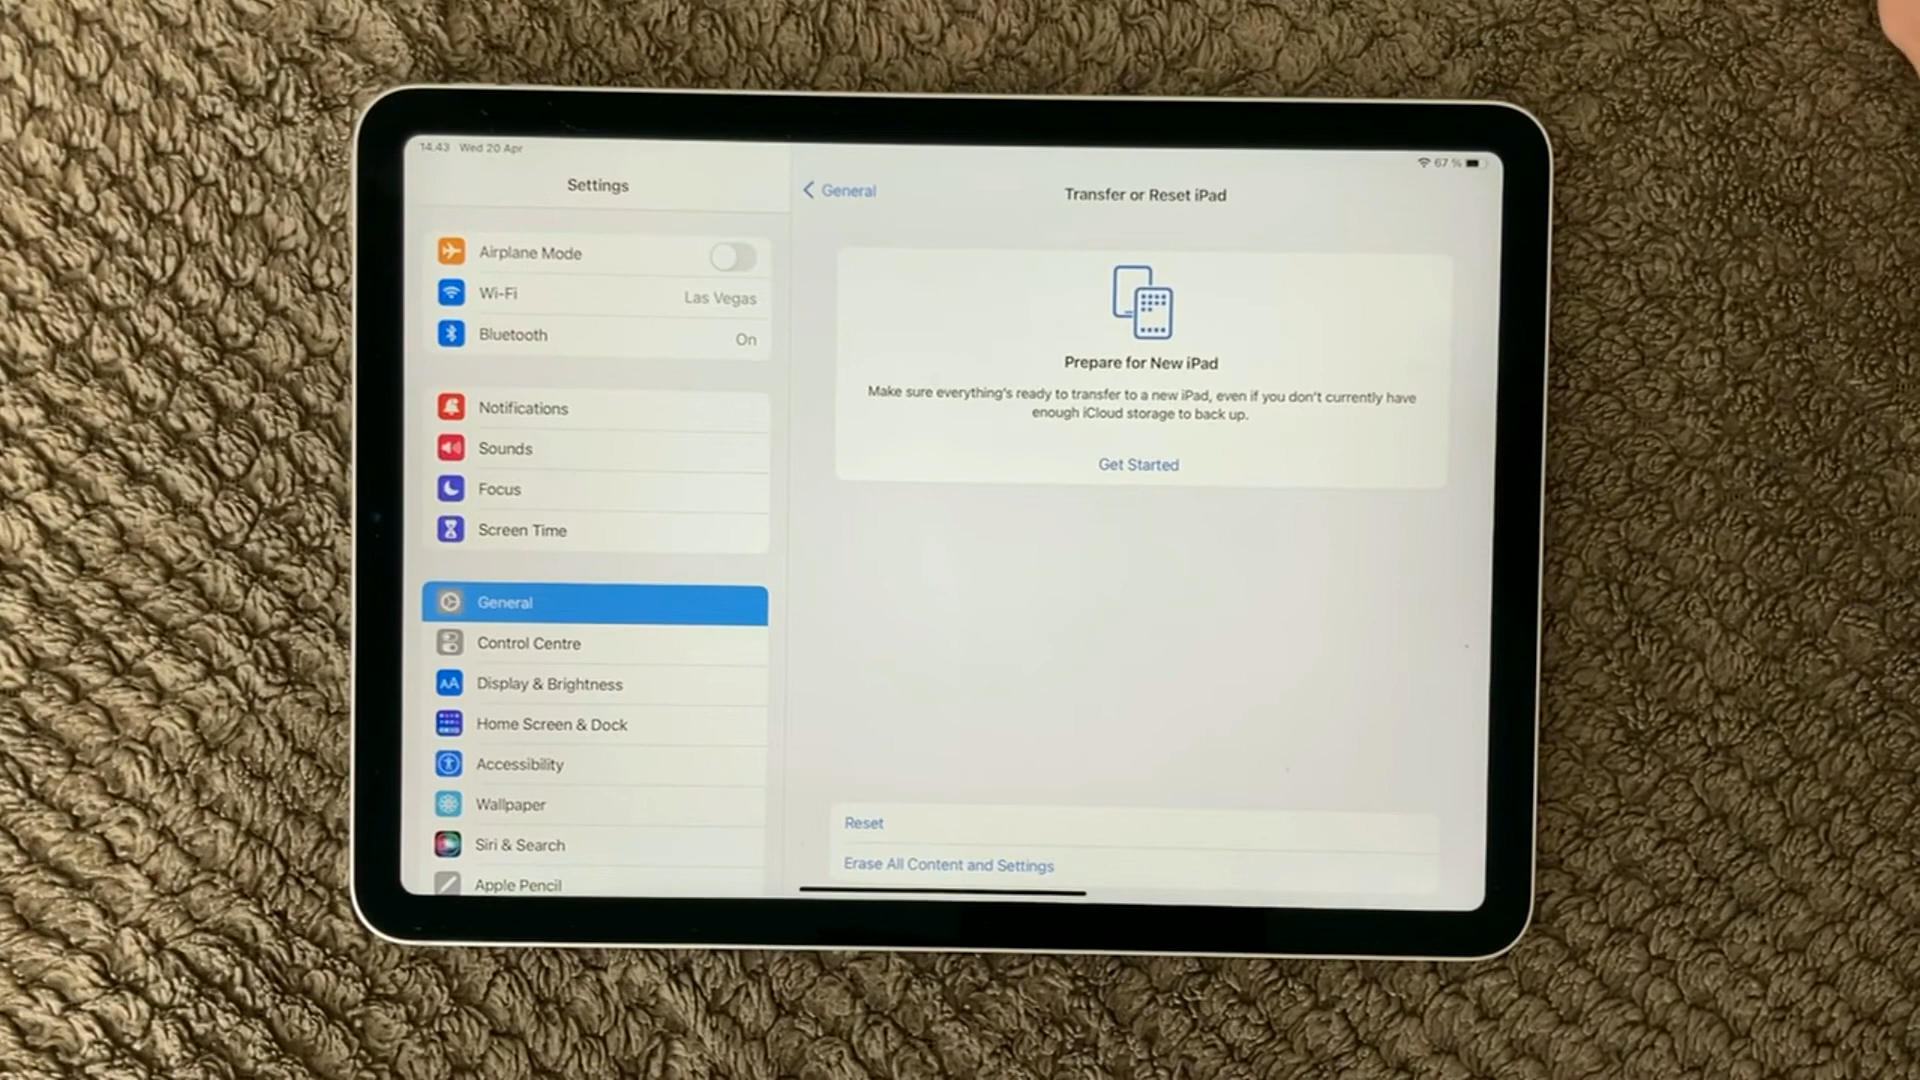 14.43 Wed 20 Apr
67 %
Settings
Airplane Mode
Wi-Fi
Las Vegas
Bluetooth
On
Notifications
Sounds
Focus
Screen Time
General
Control Centre
AA
Display & Brightness
Home Screen & Dock
Accessibility
Wallpaper
Siri & Search
Apple Pencil
General
Transfer or Reset iPad
Prepare for New iPad
Make sure everything's ready to transfer to a new iPad, even if you don't currently have
enough iCloud storage to back up.
Get Started
Reset
Erase All Content and Settings